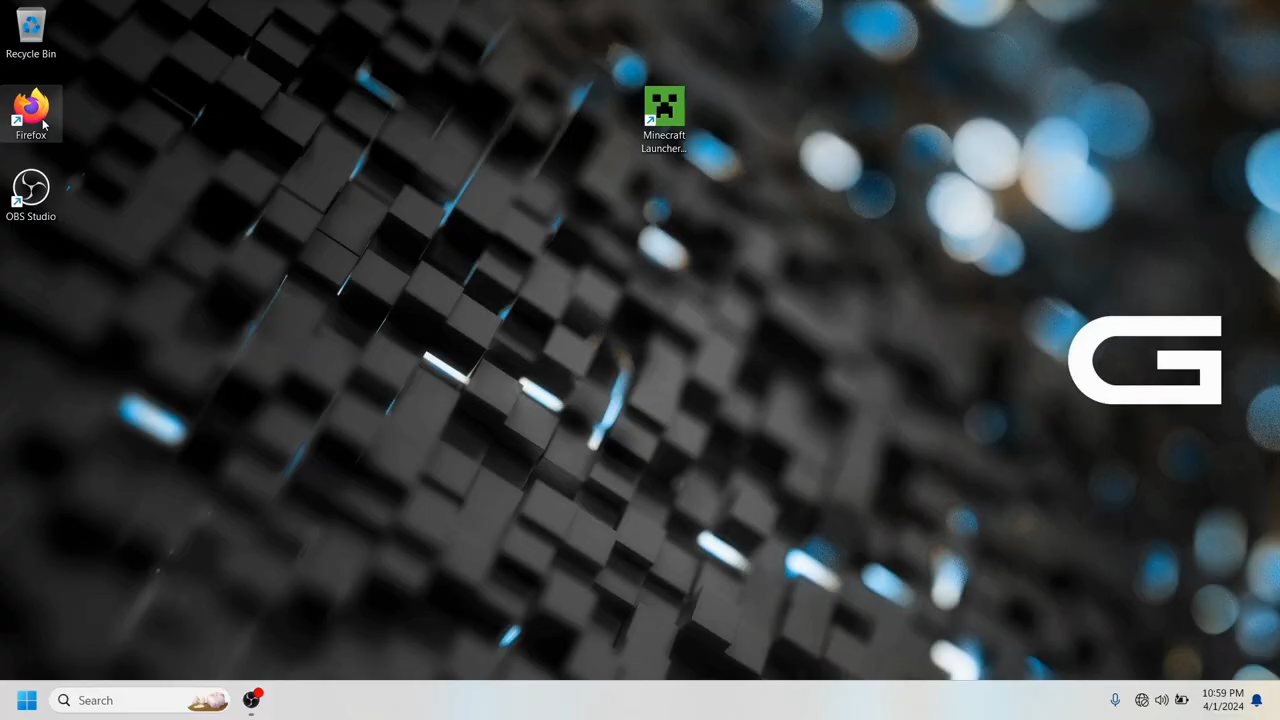 Recycle Bin
Firefox
OBS Studio
Minecraft
Launcher...
G
Search
10:59 PM
4/1/2024